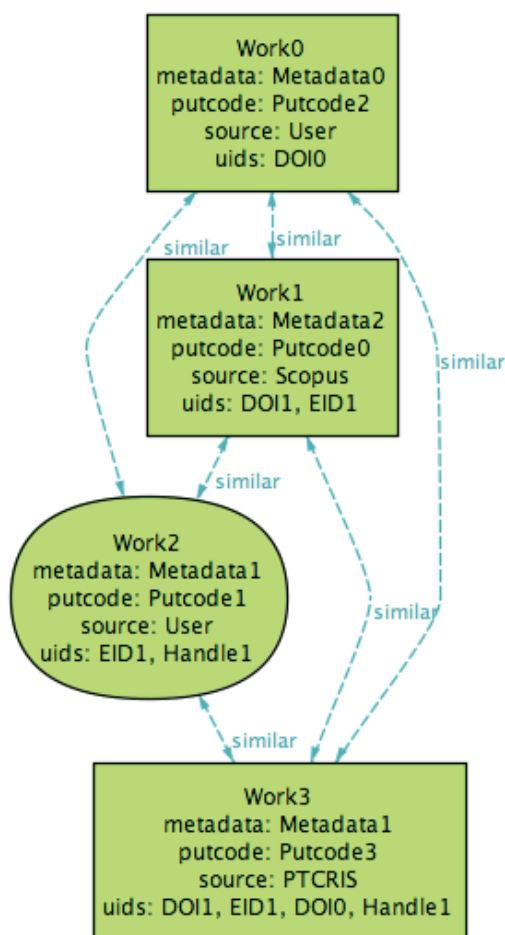 Work0
metadata: Metadata0
putcode: Putcode2
source: User
uids: DOI0
similar
similar
Work1
metadata: Metadata2
putcode: Putcode0
source: Scopus
uids: DOI1, EID1
similar
similar
Work2
metadata: Metadata1
putcode: Putcode1
source: User
uids: EID1, Handle1
similar
similar
Work3
metadata: Metadata1
putcode: Putcode3
source: PTCRIS
uids: DOI1, EID1, DOI0, Handle1